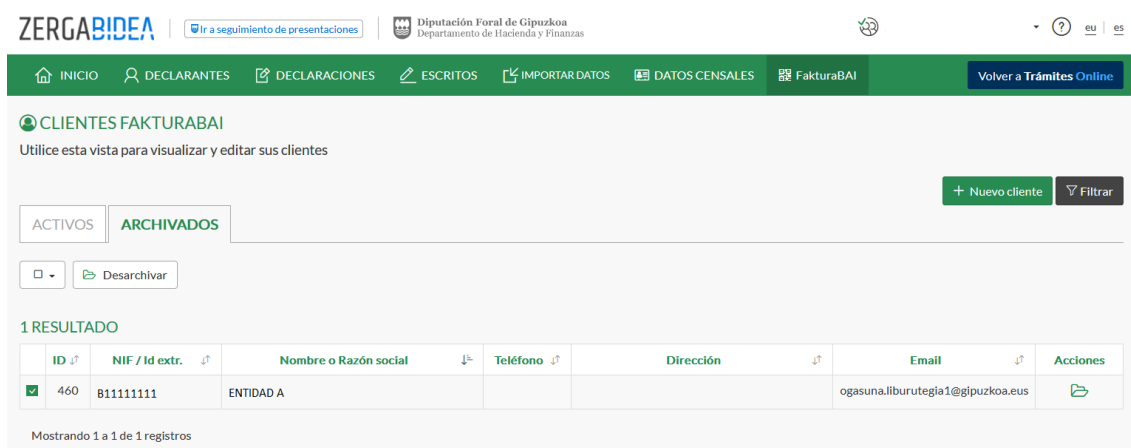 ZERGABIDEA Ir a seguimiento de presentaciones Diputación Foral de Gipuzkoa ? eu | es
Departamento de Hacienda y Finanzas
INICIO DECLARANTES DECLARACIONES ESCRITOS IMPORTAR DATOS DATOS CENSALES FakturaBAI Volver a Trámites Online
CLIENTES FAKTURABAI
Utilice esta vista para visualizar y editar sus clientes
+ Nuevo cliente Filtrar
ACTIVOS ARCHIVADOS
Desarchivar
1 RESULTADO
ID NIF / Id extr. Nombre o Razón social Teléfono Dirección Email Acciones
460 B11111111 ENTIDAD A ogasuna.liburutegia1@gipuzkoa.eus
Mostrando 1 a 1 de 1 registros